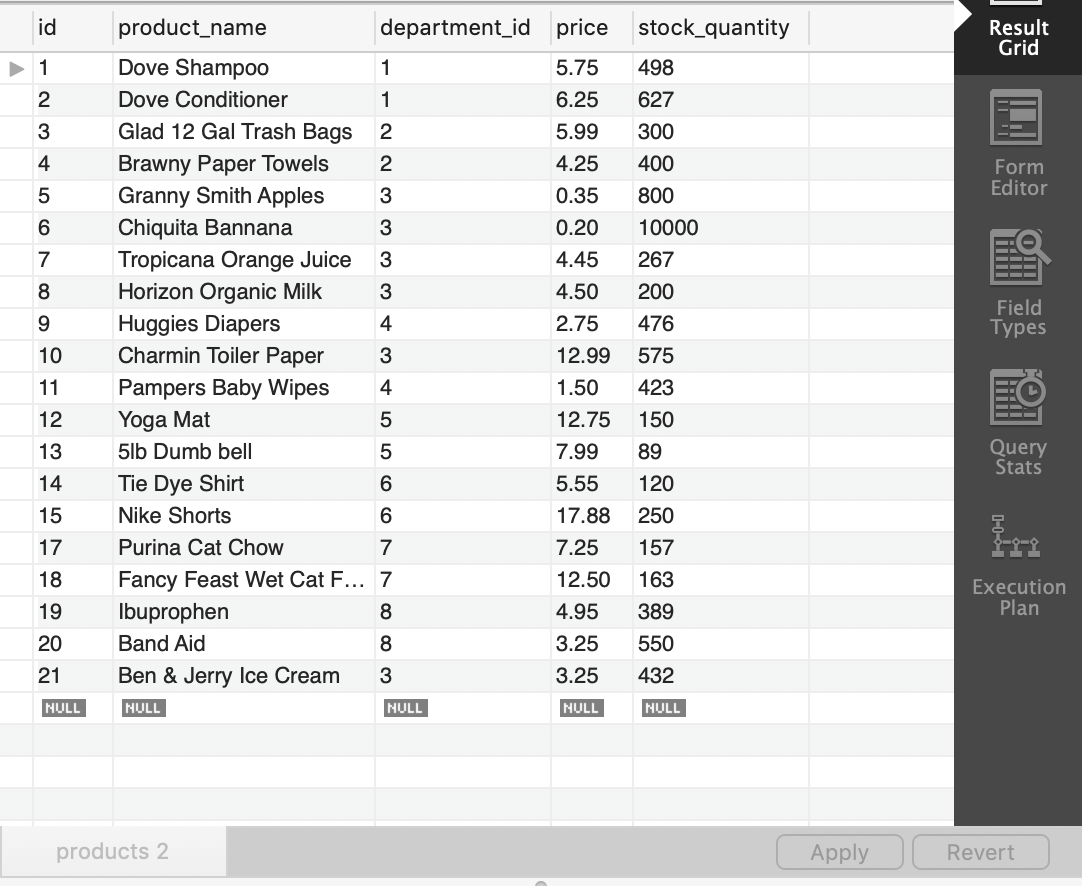 id product_name department_id price stock_quantity
1 Dove Shampoo 1 5.75 498
2 Dove Conditioner 1 6.25 627
3 Glad 12 Gal Trash Bags 2 5.99 300
4 Brawny Paper Towels 2 4.25 400
5 Granny Smith Apples 3 0.35 800
6 Chiquita Bannana 3 0.20 10000
7 Tropicana Orange Juice 3 4.45 267
8 Horizon Organic Milk 3 4.50 200
9 Huggies Diapers 4 2.75 476
10 Charmin Toiler Paper 3 12.99 575
11 Pampers Baby Wipes 4 1.50 423
12 Yoga Mat 5 12.75 150
13 5lb Dumb bell 5 7.99 89
14 Tie Dye Shirt 6 5.55 120
15 Nike Shorts 6 17.88 250
17 Purina Cat Chow 7 7.25 157
18 Fancy Feast Wet Cat F... 7 12.50 163
19 Ibuprophen 8 4.95 389
20 Band Aid 8 3.25 550
21 Ben & Jerry Ice Cream 3 3.25 432
NULL NULL NULL NULL NULL
Result
Grid
Form
Editor
Field
Types
Query
Stats
Execution
Plan
products 2
Apply Revert